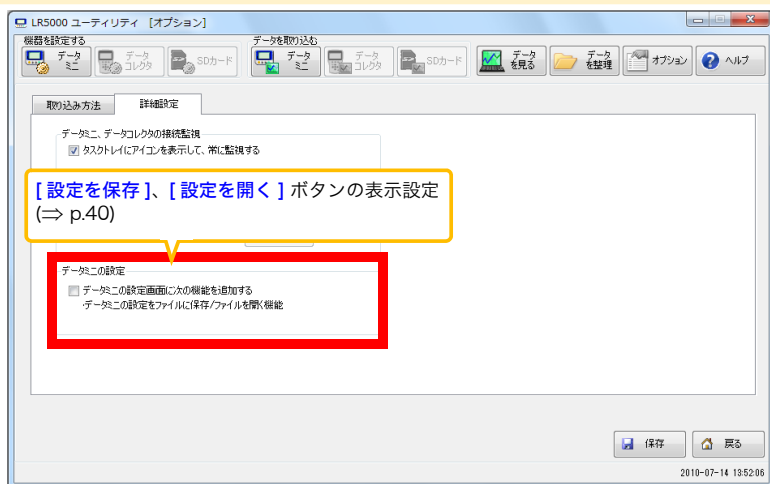 LR5000 ユーティリティ [オプション]
機器を設定する
データを取り込む
データ
ミニ
データ
コレクタ
SDカード
データ
ミニ
データ
コレクタ
SDカード
データ
を見る
データ
を整理
オプション
ヘルプ
取り込み方法
詳細設定
データミニ、データコレクタの接続監視
タスクトレイにアイコンを表示して、常に監視する
[ 設定を保存 ]、[ 設定を開く ] ボタンの表示設定
(⇒ p.40)
データミニの設定
データミニの設定画面に次の機能を追加する
・データミニの設定をファイルに保存/ファイルを開く機能
保存
戻る
2010-07-14 13:52:06